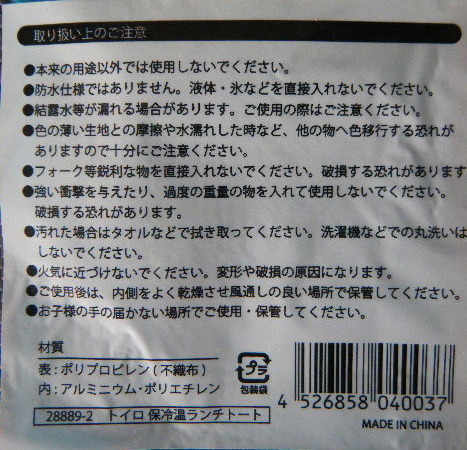 取り扱い上のご注意
●本来の用途以外では使用しないでください。
●防水仕様ではありません。液体・氷などを直接入れないでください。
●結露水等が漏れる場合があります。ご使用の際はご注意ください。
●色の薄い生地との摩擦や水濡れした時など、他の物へ色移行する恐れが
ありますので十分にご注意ください。
●フォーク等鋭利な物を直接入れないでください。破損する恐れがあります
●強い衝撃を与えたり、過度の重量の物を入れて使用しないでください。
破損する恐れがあります。
●汚れた場合はタオルなどで拭き取ってください。洗濯機などでの丸洗いは
しないでください。
●火気に近づけないでください。変形や破損の原因になります。
●ご使用後は、内側をよく乾燥させ風通しの良い場所で保管してください。
●お子様の手の届かない場所でご使用・保管してください。
材質
表：ポリプロピレン（不織布）
内：アルミニウム・ポリエチレン
28889-2 トイロ 保冷温ランチトート
プラ
包装袋
4 526858 040037
MADE IN CHINA